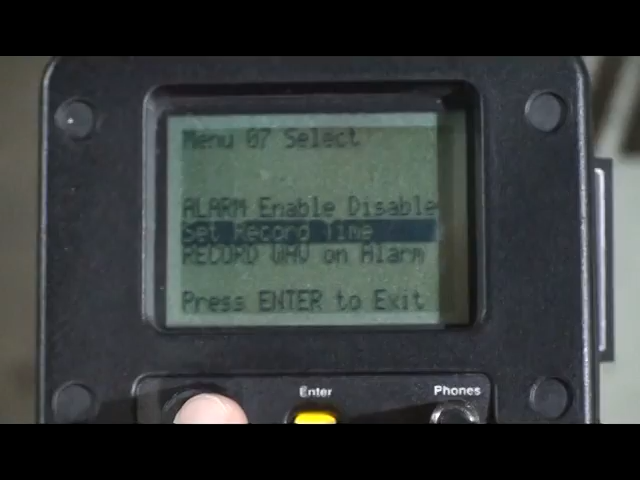 Menu 07 Select
ALARM Enable Disable
Set Record Time
RECORD WAV on Alarm
Press ENTER to Exit
Enter
Phones